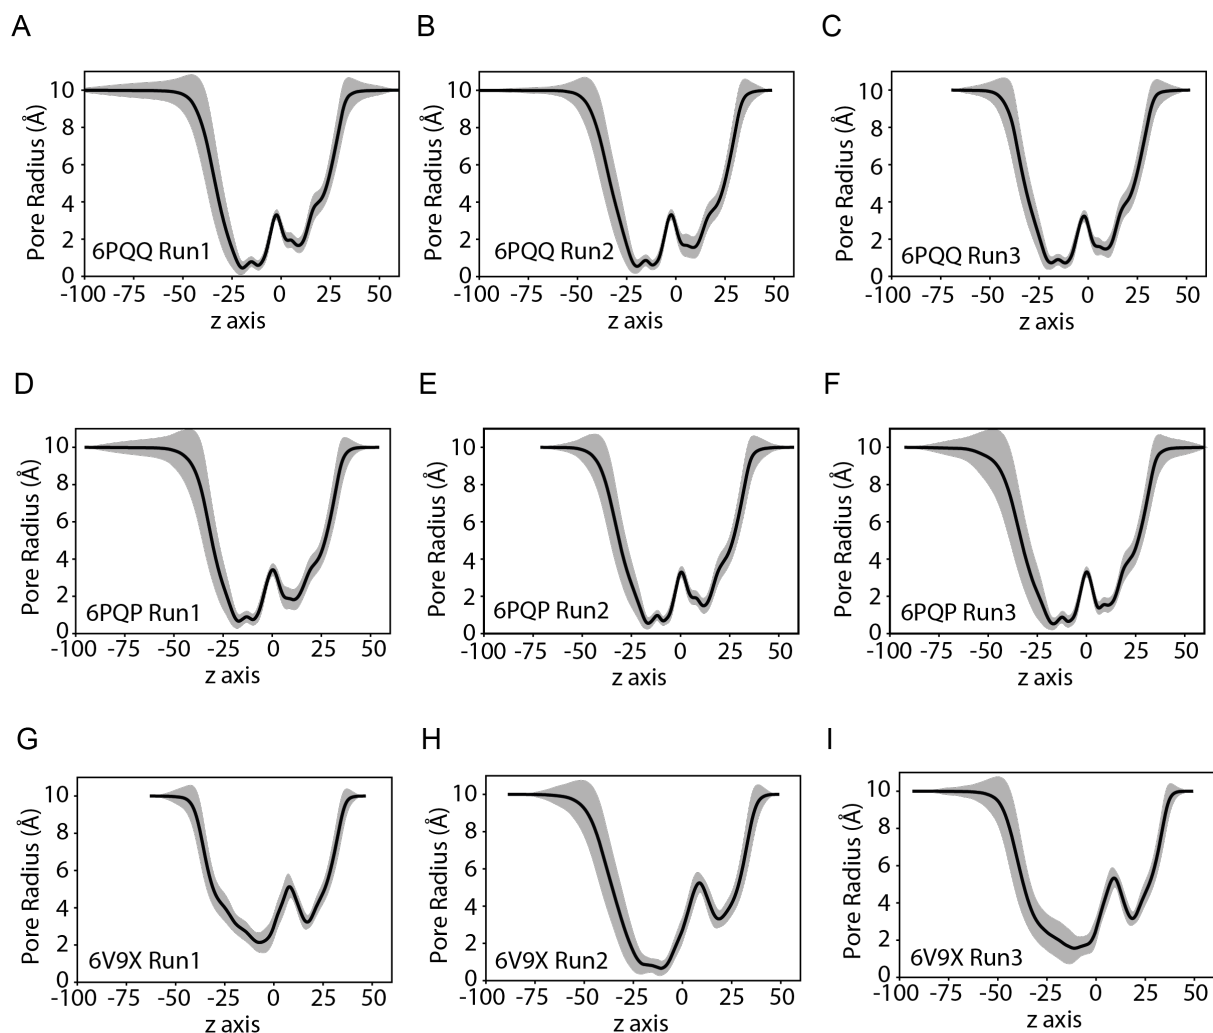 A
Pore Radius (Å)
10
8
6
4
2
0
6PQQ Run1
-100 -75 -50 -25 0 25 50
z axis
B
Pore Radius (Å)
10
8
6
4
2
0
6PQQ Run2
-100 -75 -50 -25 0 25 50
z axis
C
Pore Radius (Å)
10
8
6
4
2
0
6PQQ Run3
-100 -75 -50 -25 0 25 50
z axis
D
Pore Radius (Å)
10
8
6
4
2
0
6PQP Run1
-100 -75 -50 -25 0 25 50
z axis
E
Pore Radius (Å)
10
8
6
4
2
0
6PQP Run2
-100 -75 -50 -25 0 25 50
z axis
F
Pore Radius (Å)
10
8
6
4
2
0
6PQP Run3
-100 -75 -50 -25 0 25 50
z axis
G
Pore Radius (Å)
10
8
6
4
2
0
6V9X Run1
-100 -75 -50 -25 0 25 50
z axis
H
Pore Radius (Å)
10
8
6
4
2
0
6V9X Run2
-100 -75 -50 -25 0 25 50
z axis
I
Pore Radius (Å)
10
8
6
4
2
0
6V9X Run3
-100 -75 -50 -25 0 25 50
z axis